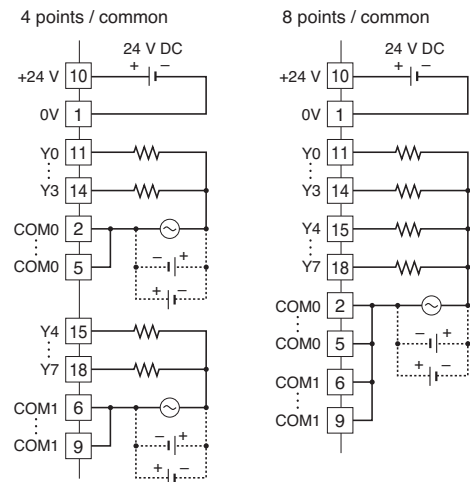 4 points / common
24 V DC
+ −
+24 V 10
0V 1
Y0 11
Y3 14
COM0 2
COM0 5
− +
+ −
Y4 15
Y7 18
COM1 6
COM1 9
− +
+ −
8 points / common
24 V DC
+ −
+24 V 10
0V 1
Y0 11
Y3 14
Y4 15
Y7 18
COM0 2
COM0 5
− +
COM1 6
+ −
COM1 9